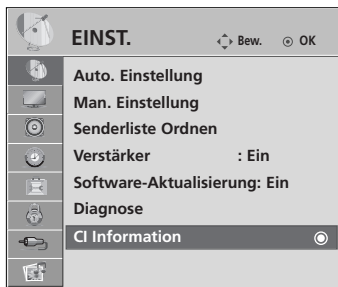 EINST. Bew. OK
Auto. Einstellung
Man. Einstellung
Senderliste Ordnen
Verstärker : Ein
Software-Aktualisierung: Ein
Diagnose
CI Information